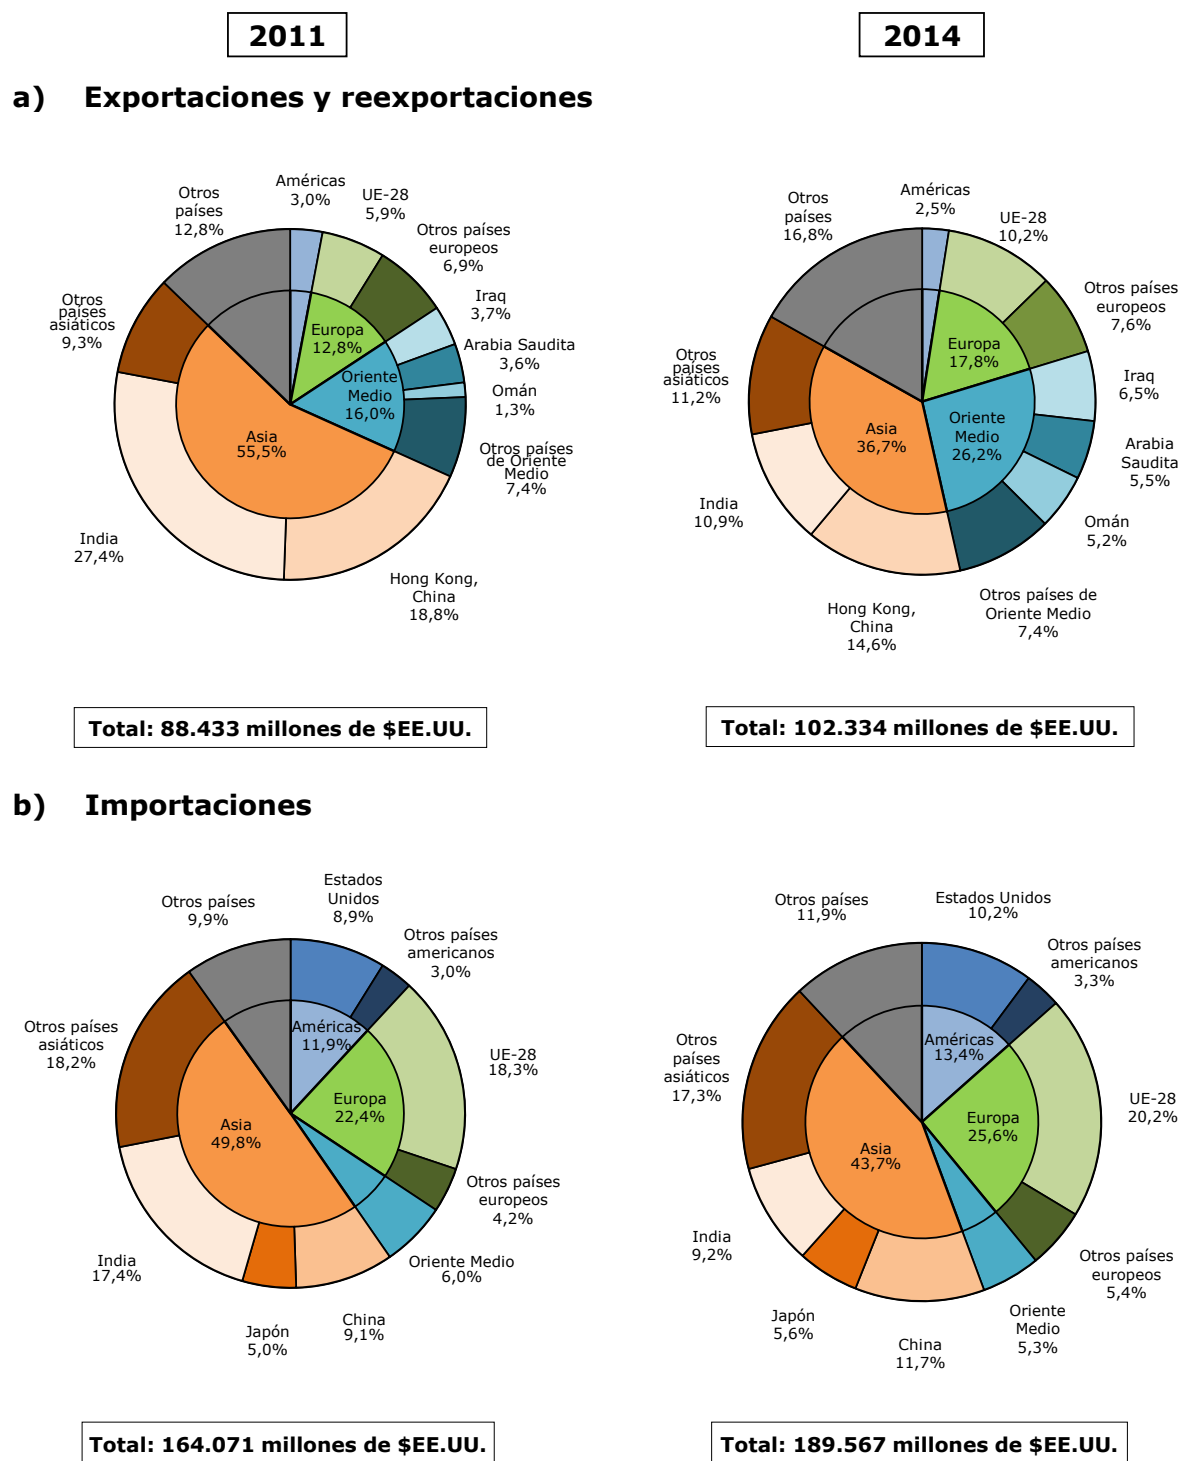 2011
2014
a) Exportaciones y reexportaciones
Américas
3,0%
UE-28
5,9%
Otros países
europeos
6,9%
Iraq
3,7%
Arabia Saudita
3,6%
Omán
1,3%
Otros países
de Oriente
Medio
7,4%
Hong Kong,
China
18,8%
India
27,4%
Otros
países
asiáticos
9,3%
Otros
países
12,8%
Europa
12,8%
Oriente
Medio
16,0%
Asia
55,5%
Américas
2,5%
UE-28
10,2%
Otros países
europeos
7,6%
Iraq
6,5%
Arabia
Saudita
5,5%
Omán
5,2%
Otros países de
Oriente Medio
7,4%
Hong Kong,
China
14,6%
India
10,9%
Otros
países
asiáticos
11,2%
Otros
países
16,8%
Europa
17,8%
Oriente
Medio
26,2%
Asia
36,7%
Total: 88.433 millones de $EE.UU.
Total: 102.334 millones de $EE.UU.
b) Importaciones
Estados
Unidos
8,9%
Otros países
americanos
3,0%
UE-28
18,3%
Otros países
europeos
4,2%
Oriente Medio
6,0%
China
9,1%
Japón
5,0%
India
17,4%
Otros países
asiáticos
18,2%
Otros países
9,9%
Américas
11,9%
Europa
22,4%
Asia
49,8%
Estados Unidos
10,2%
Otros países
americanos
3,3%
UE-28
20,2%
Otros países
europeos
5,4%
Oriente
Medio
5,3%
China
11,7%
Japón
5,6%
India
9,2%
Otros
países
asiáticos
17,3%
Otros países
11,9%
Américas
13,4%
Europa
25,6%
Asia
43,7%
Total: 164.071 millones de $EE.UU.
Total: 189.567 millones de $EE.UU.